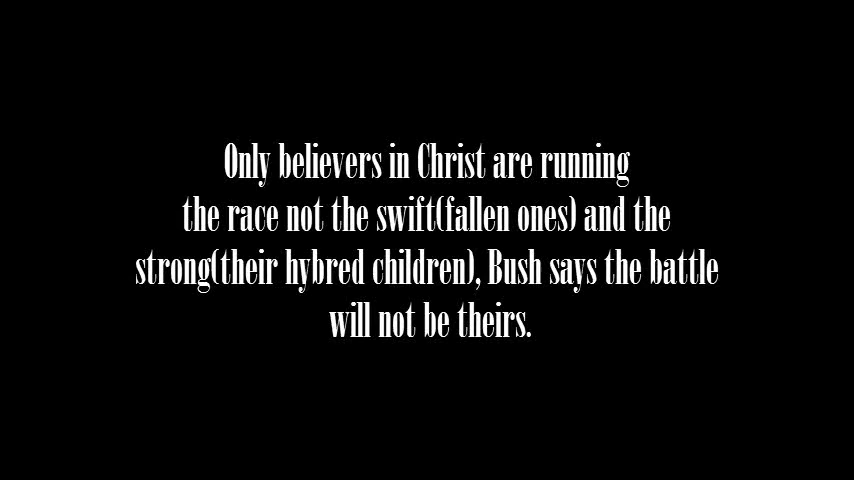 Only believers in Christ are running
the race not the swift(fallen ones) and the
strong(their hybred children), Bush says the battle
will not be theirs.